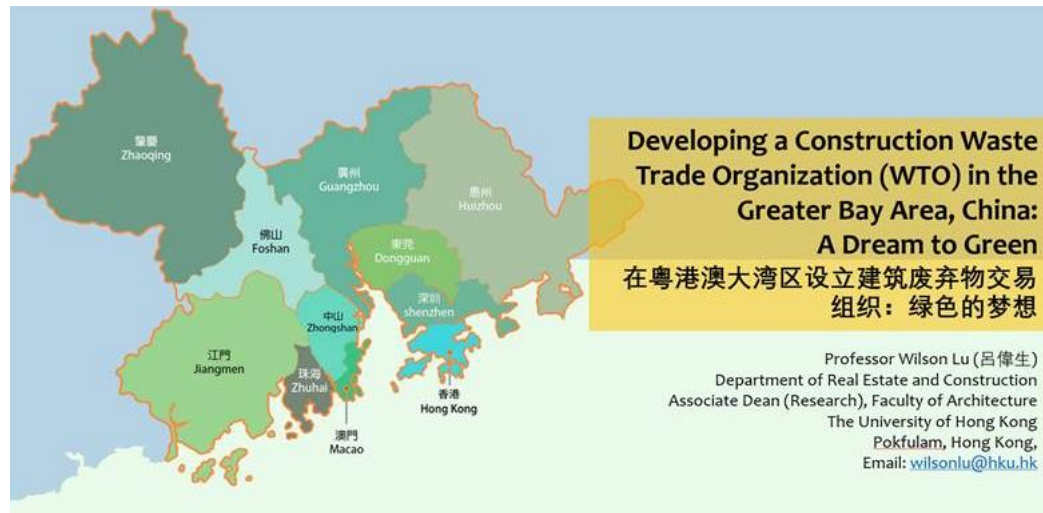 肇慶
Zhaoqing
廣州
Guangzhou
惠州
Huizhou
佛山
Foshan
東莞
Dongguan
深圳
shenzhen
中山
Zhongshan
江門
Jiangmen
珠海
Zhuhai
香港
Hong Kong
澳門
Macao
Developing a Construction Waste
Trade Organization (WTO) in the
Greater Bay Area, China:
A Dream to Green
在粤港澳大湾区设立建筑废弃物交易
组织：绿色的梦想
Professor Wilson Lu (呂偉生)
Department of Real Estate and Construction
Associate Dean (Research), Faculty of Architecture
The University of Hong Kong
Pokfulam, Hong Kong,
Email: wilsonlu@hku.hk